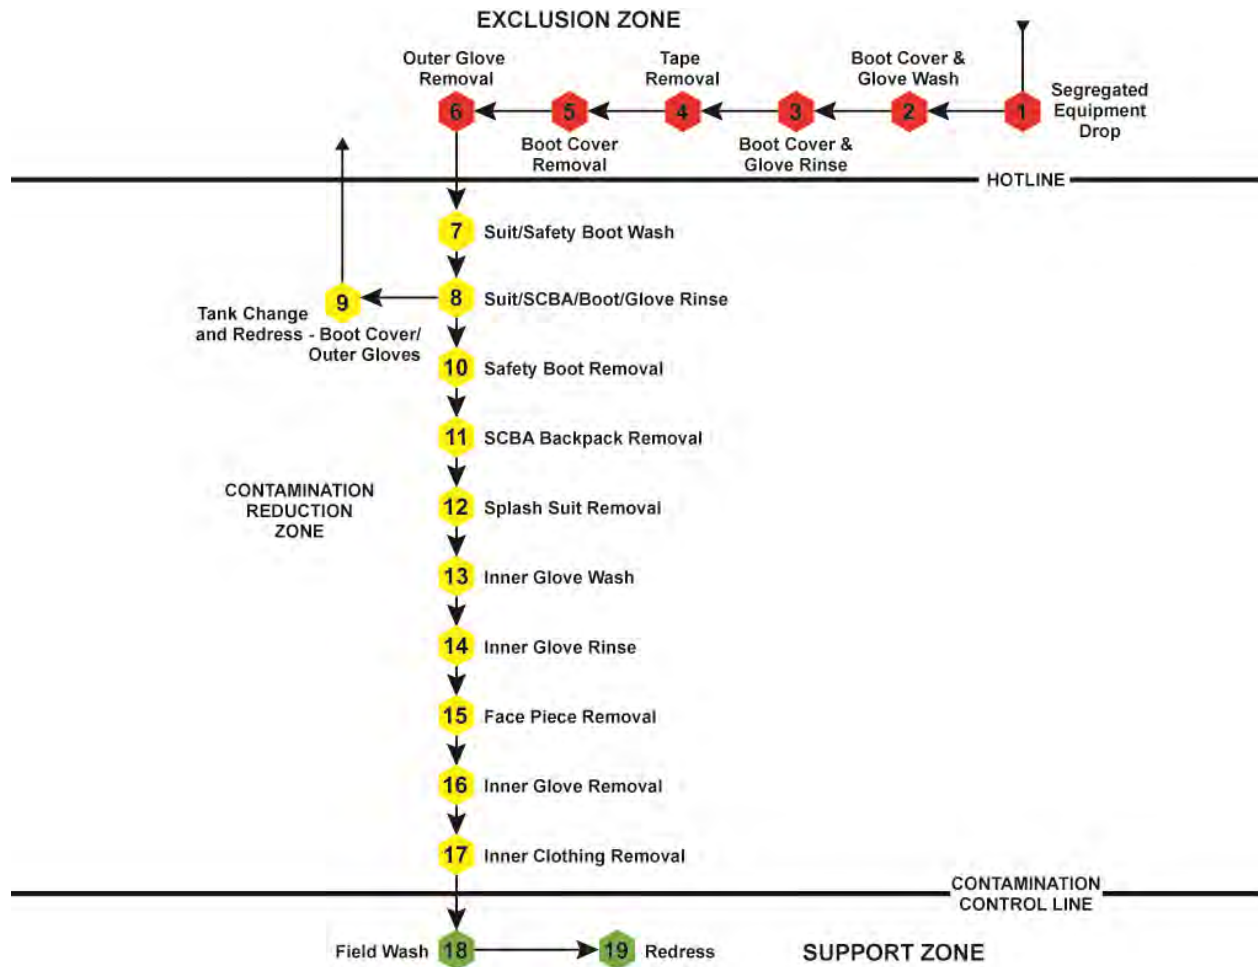 EXCLUSION ZONE
Outer Glove
Removal
Tape
Removal
Boot Cover &
Glove Wash
6
5
4
3
2
1
Segregated
Equipment
Drop
Boot Cover
Removal
Boot Cover &
Glove Rinse
HOTLINE
7
Suit/Safety Boot Wash
8
Suit/SCBA/Boot/Glove Rinse
9
Tank Change
and Redress - Boot Cover/
Outer Gloves
10
Safety Boot Removal
11
SCBA Backpack Removal
CONTAMINATION
REDUCTION
ZONE
12
Splash Suit Removal
13
Inner Glove Wash
14
Inner Glove Rinse
15
Face Piece Removal
16
Inner Glove Removal
17
Inner Clothing Removal
CONTAMINATION
CONTROL LINE
Field Wash
18
19
Redress
SUPPORT ZONE